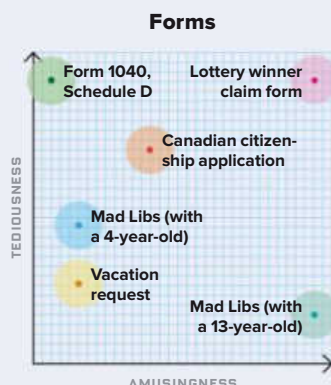 Forms
Form 1040,
Schedule D
Lottery winner
claim form
Canadian citizen-
ship application
Mad Libs (with
a 4-year-old)
Vacation
request
Mad Libs (with
a 13-year-old)
TEDIOUSNESS
AMUSINGNESS